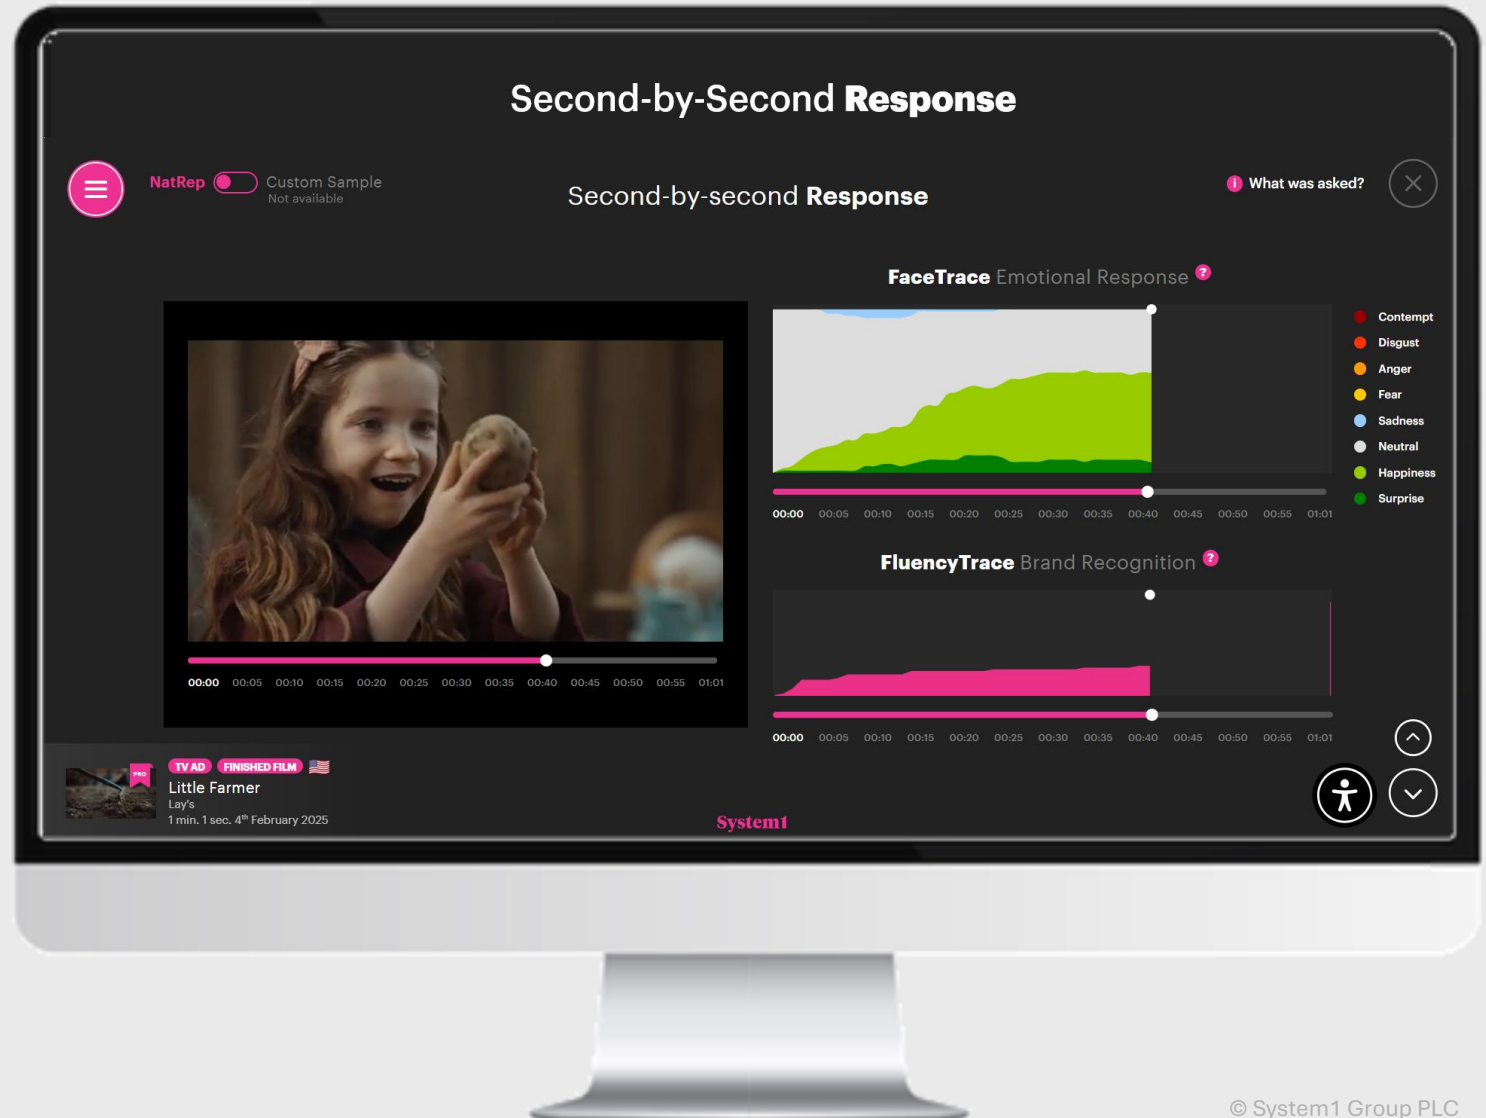 Second-by-Second Response
NatRep
Custom Sample
Not available
Second-by-second Response
i What was asked?
FaceTrace Emotional Response ?
Contempt
Disgust
Anger
Fear
Sadness
Neutral
Happiness
Surprise
00:00 00:05 00:10 00:15 00:20 00:25 00:30 00:35 00:40 00:45 00:50 00:55 01:01
FluencyTrace Brand Recognition ?
00:00 00:05 00:10 00:15 00:20 00:25 00:30 00:35 00:40 00:45 00:50 00:55 01:01
00:00 00:05 00:10 00:15 00:20 00:25 00:30 00:35 00:40 00:45 00:50 00:55 01:01
PRO
TV AD FINISHED FILM
Little Farmer
Lay's
1 min. 1 sec. 4th February 2025
System1
© System1 Group PLC